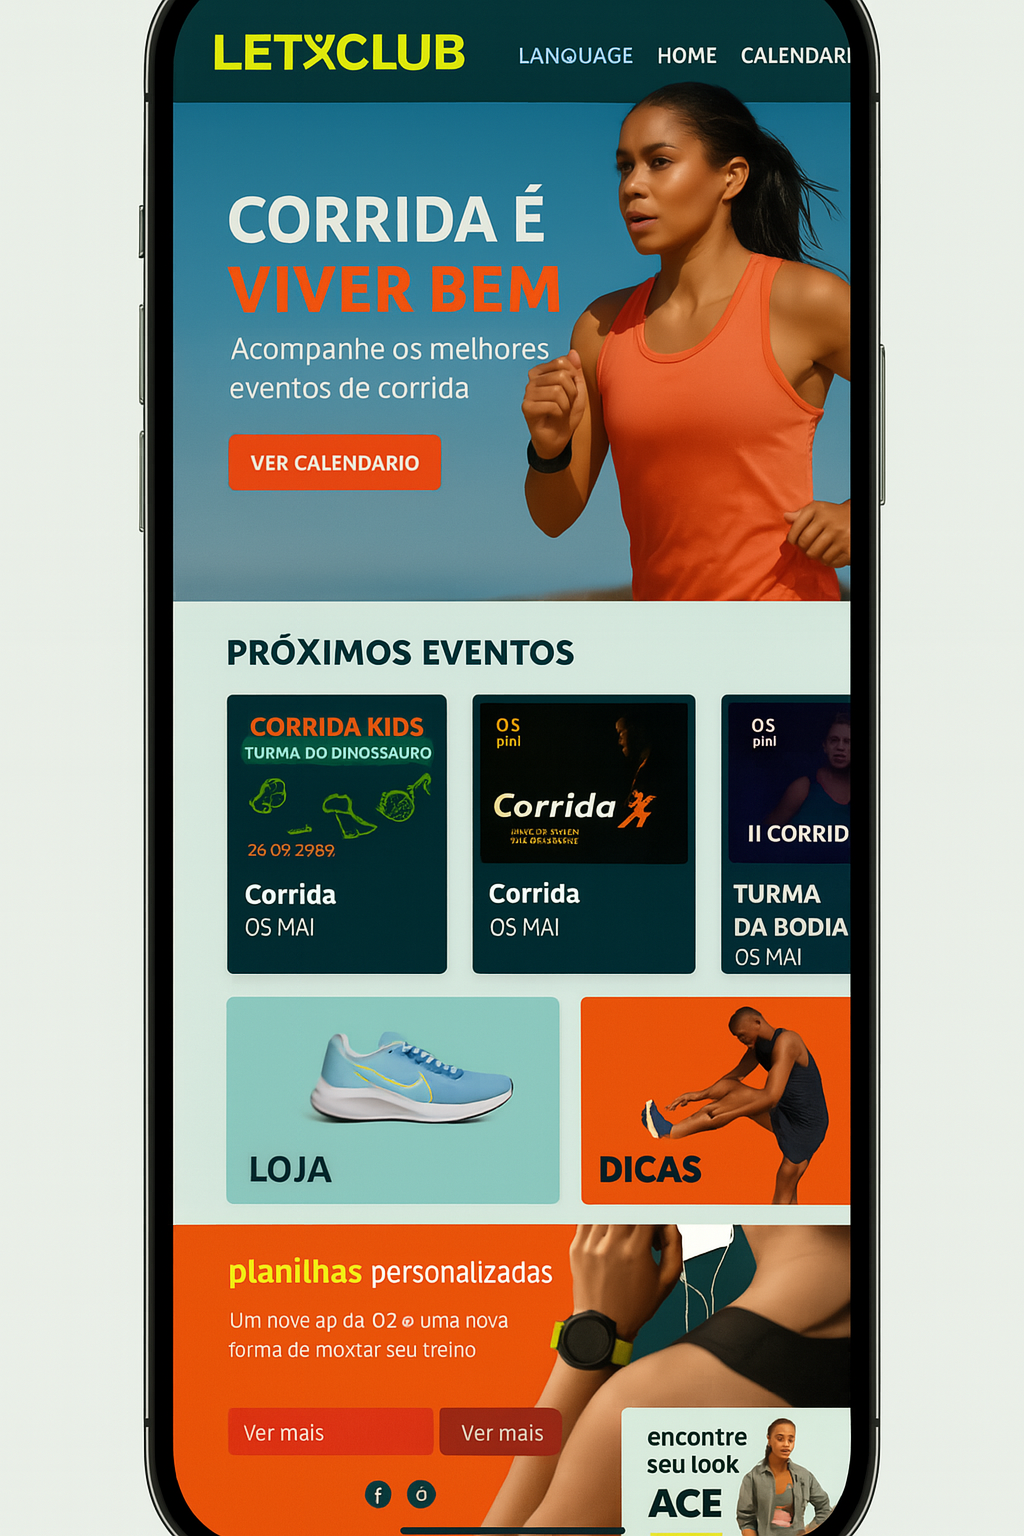 LETXCLUB
LANQUAGE HOME CALENDARI
CORRIDA É
VIVER BEM
Acompanhe os melhores
eventos de corrida
VER CALENDARIO
PRÓXIMOS EVENTOS
CORRIDA KIDS
TURMA DO DINOSSAURO
26 09 2989
Corrida
OS MAI
OS
pinl
Corrida
Corrida
OS MAI
OS
pinl
II CORRID
TURMA
DA BODIA
OS MAI
LOJA
DICAS
planilhas personalizadas
Um nove ap da O2 uma nova
forma de moxtar seu treino
Ver mais
Ver mais
f ó
encontre
seu look
ACE